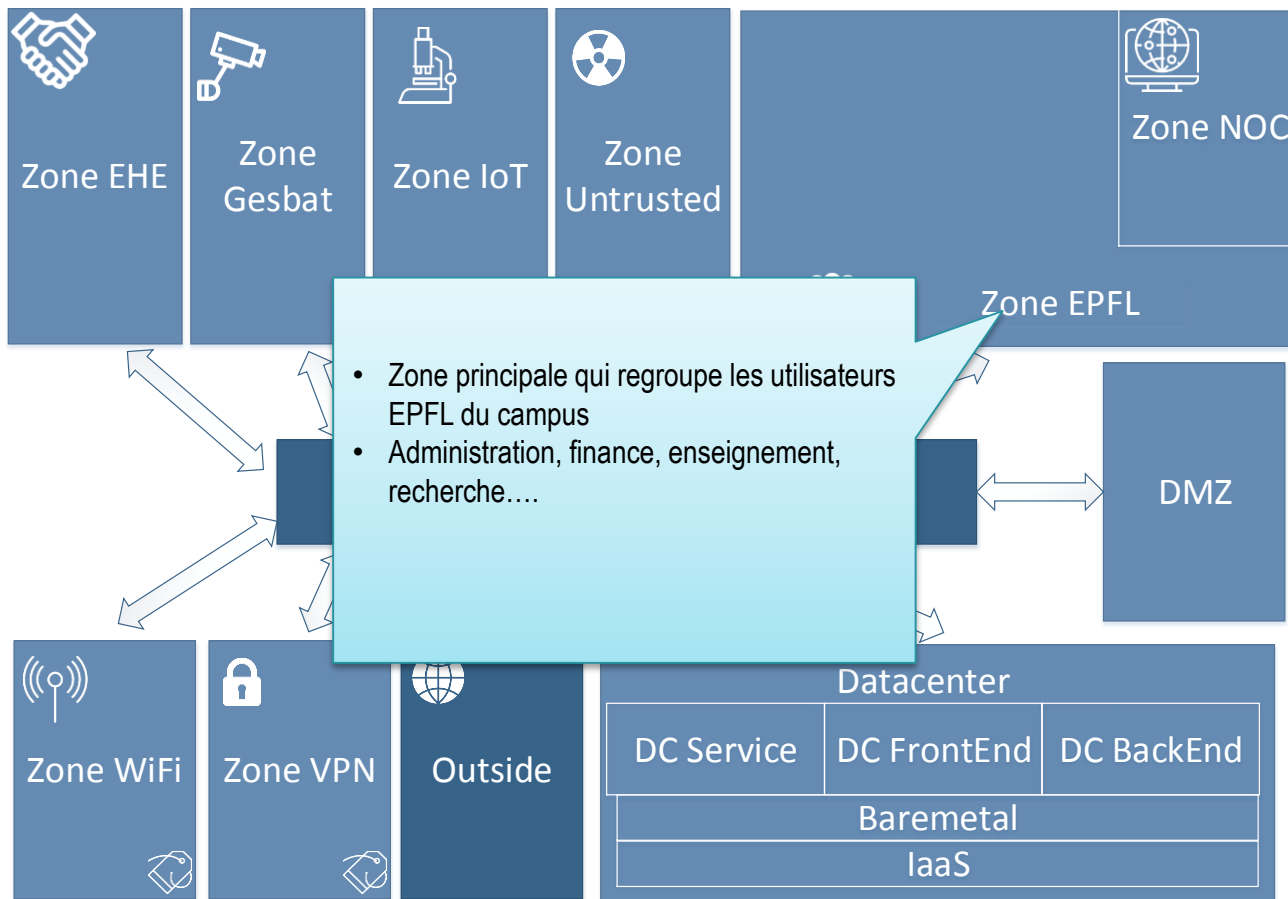 Zone EHE
Zone
Gesbat
Zone IoT
Zone
Untrusted
Zone NOC
Zone EPFL
• Zone principale qui regroupe les utilisateurs
EPFL du campus
• Administration, finance, enseignement,
recherche….
DMZ
Zone WiFi
Zone VPN
Outside
Datacenter
DC Service
DC FrontEnd
DC BackEnd
Baremetal
IaaS